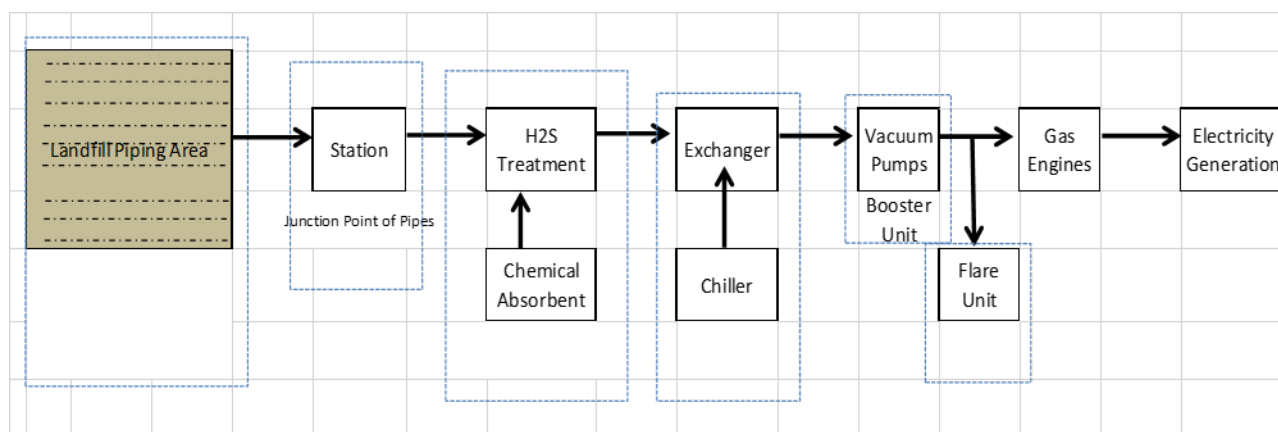 Landfill Piping Area
Station
Junction Point of Pipes
H2S
Treatment
Chemical
Absorbent
Exchanger
Chiller
Vacuum
Pumps
Booster
Unit
Flare
Unit
Gas
Engines
Electricity
Generation